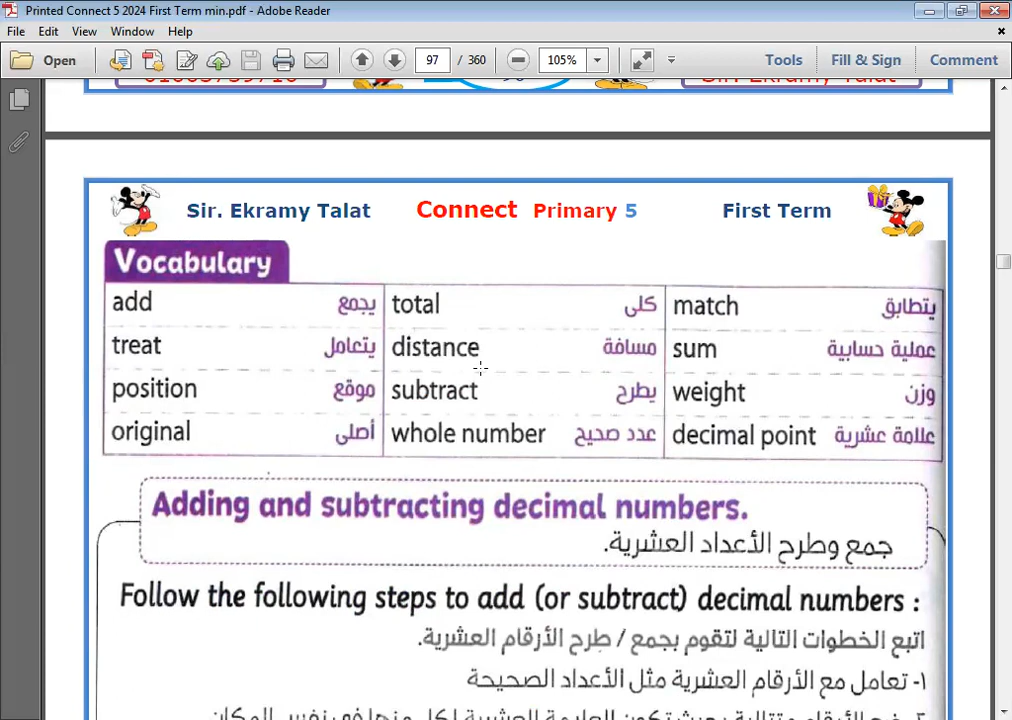 Printed Connect 5 2024 First Term min.pdf - Adobe Reader
File Edit View Window Help
Open 97 / 360 105% Tools Fill & Sign Comment
Sir. Ekramy Talat Connect Primary 5 First Term
Vocabulary
add يجمع total كلى match يتطابق
treat يتعامل distance مسافة sum عملية حسابية
position موقع subtract يطرح weight وزن
original أصلى whole number عدد صحيح decimal point علامة عشرية
Adding and subtracting decimal numbers.
جمع وطرح الأعداد العشرية.
Follow the following steps to add (or subtract) decimal numbers :
اتبع الخطوات التالية لتقوم بجمع / طرح الأرقام العشرية.
١- تعامل مع الأرقام العشرية مثل الأعداد الصحيحة